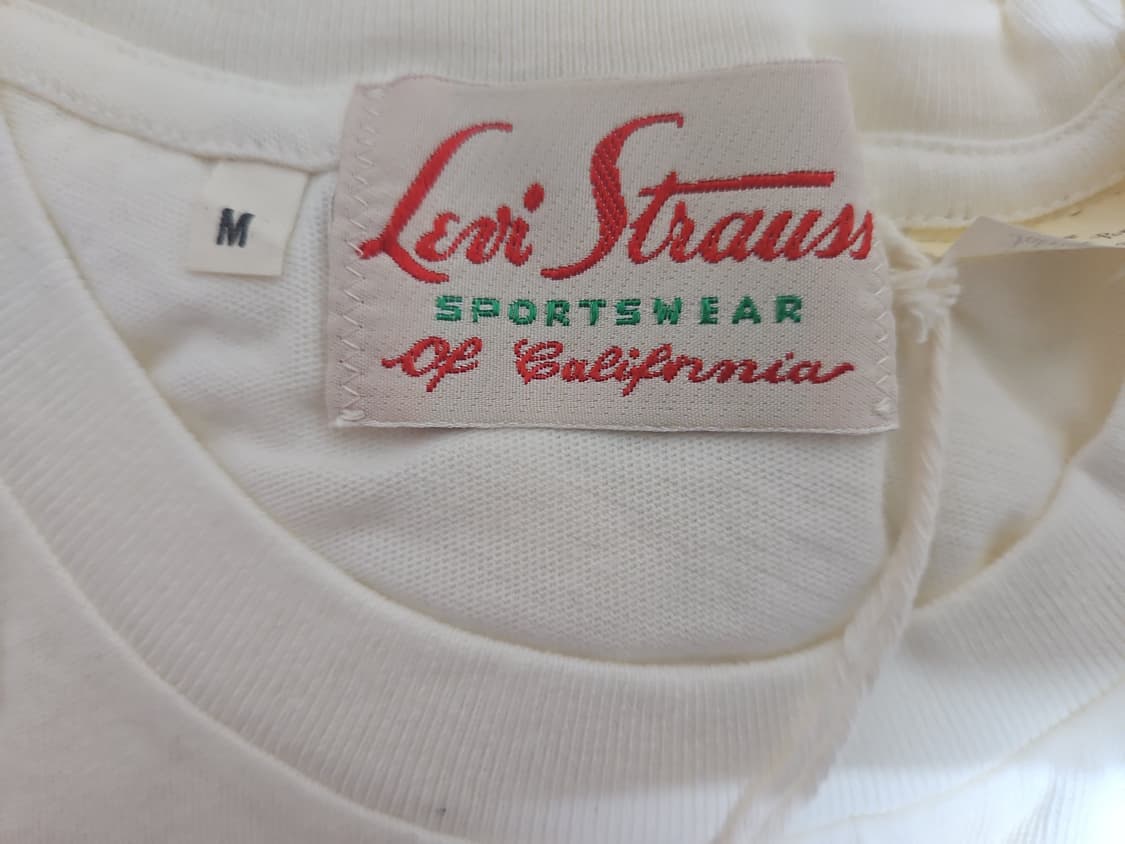 M
Levi Strauss
SPORTSWEAR
Of California